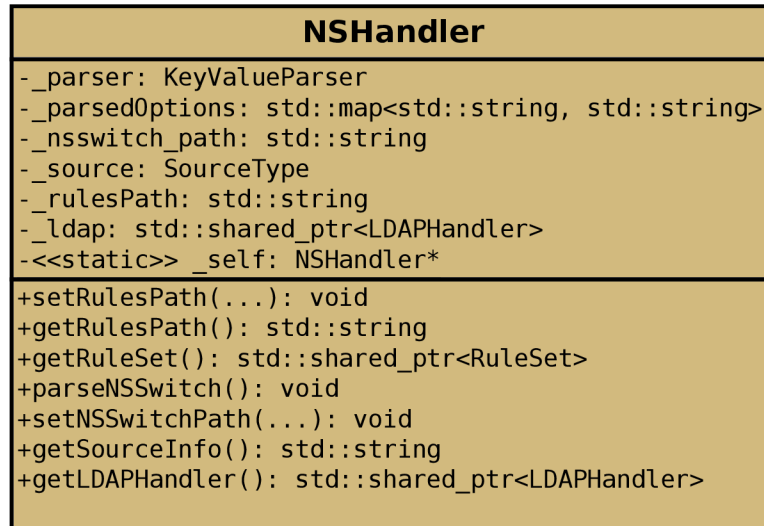 NSHandler
-_parser: KeyValueParser
-_parsedOptions: std::map<std::string, std::string>
-_nsswitch_path: std::string
-_source: SourceType
-_rulesPath: std::string
-_ldap: std::shared_ptr<LDAPHandler>
-<<static>> _self: NSHandler*
+setRulesPath(...): void
+getRulesPath(): std::string
+getRuleSet(): std::shared_ptr<RuleSet>
+parseNSSwitch(): void
+setNSSwitchPath(...): void
+getSourceInfo(): std::string
+getLDAPHandler(): std::shared_ptr<LDAPHandler>